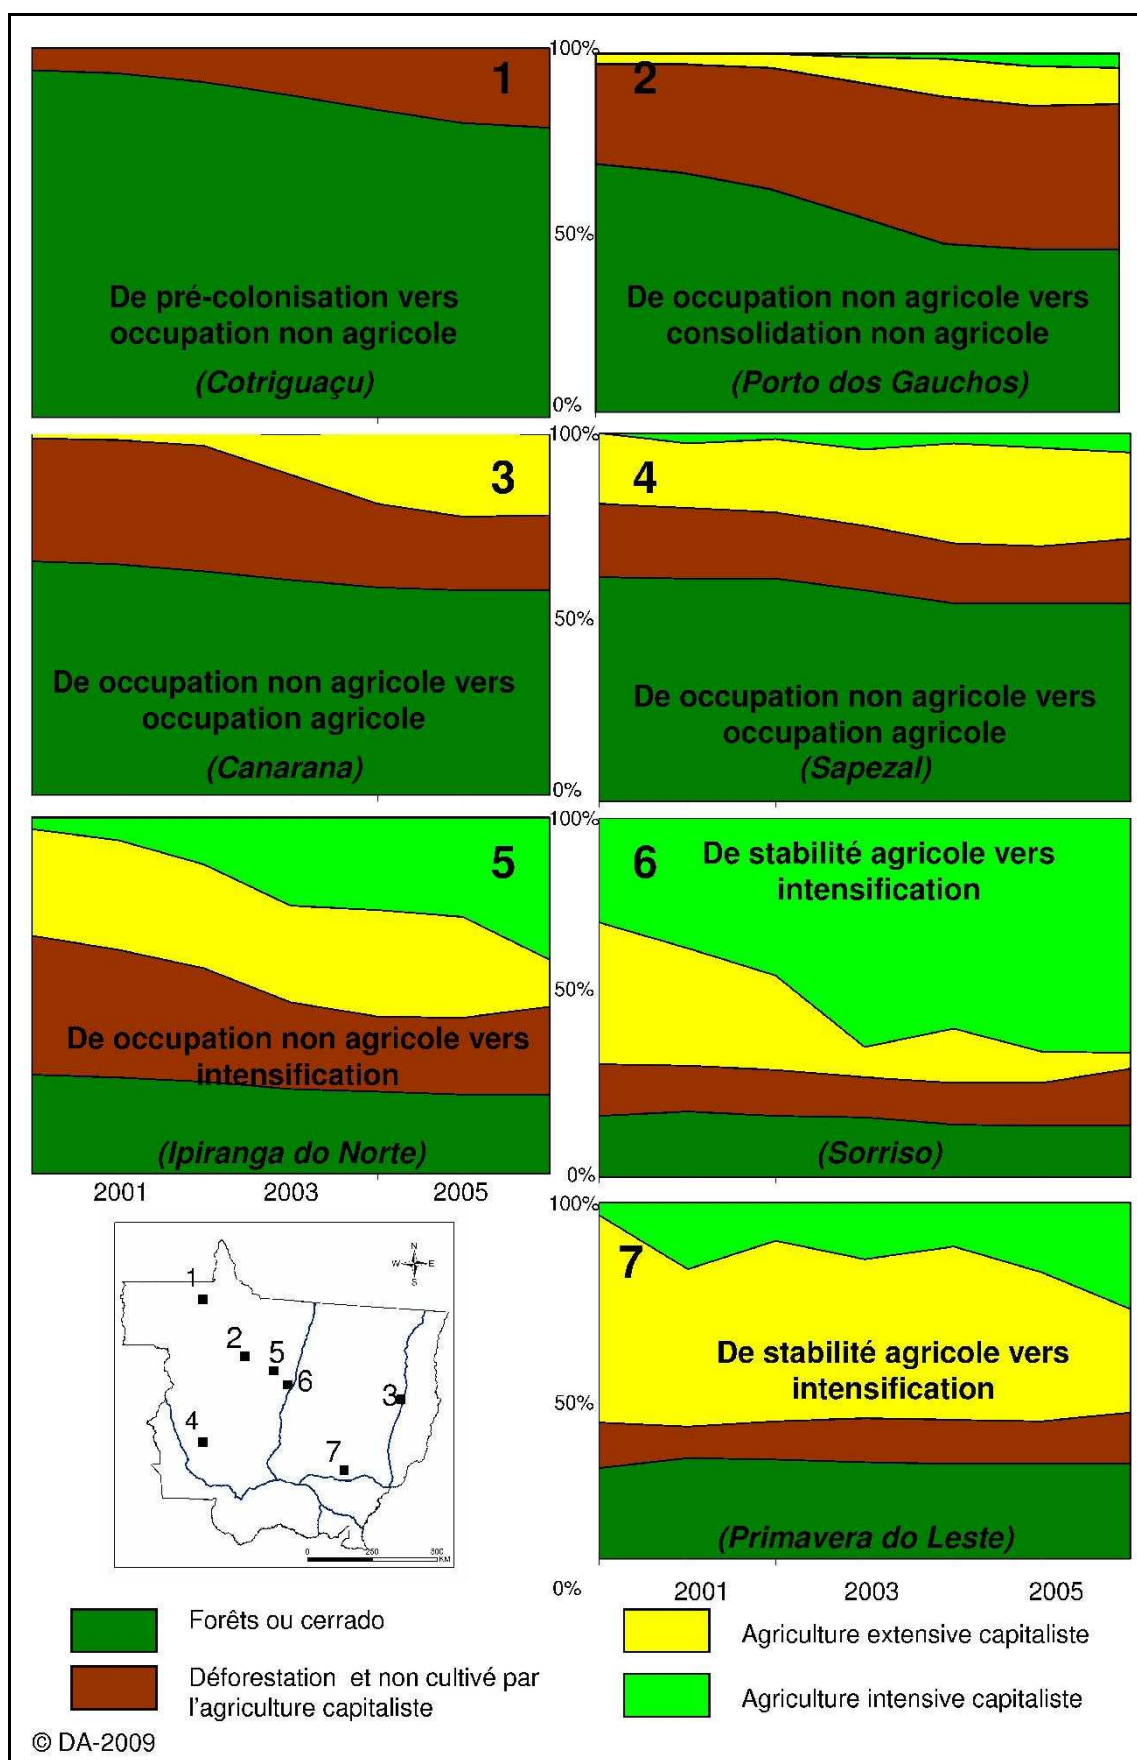 1
De pré-colonisation vers
occupation non agricole
(Cotriguaçu)
100%
50%
0%
2
De occupation non agricole vers
consolidation non agricole
(Porto dos Gauchos)
3
De occupation non agricole vers
occupation agricole
(Canarana)
100%
50%
0%
4
De occupation non agricole vers
occupation agricole
(Sapezal)
5
De occupation non agricole vers
intensification
(Ipiranga do Norte)
2001 2003 2005
100%
50%
0%
6
De stabilité agricole vers
intensification
(Sorriso)
100%
50%
0%
7
De stabilité agricole vers
intensification
(Primavera do Leste)
2001 2003 2005
N
W E
S
1
2
5
6
3
4
7
0 250 500
KM
Forêts ou cerrado
Déforestation et non cultivé par
l'agriculture capitaliste
Agriculture extensive capitaliste
Agriculture intensive capitaliste
© DA-2009